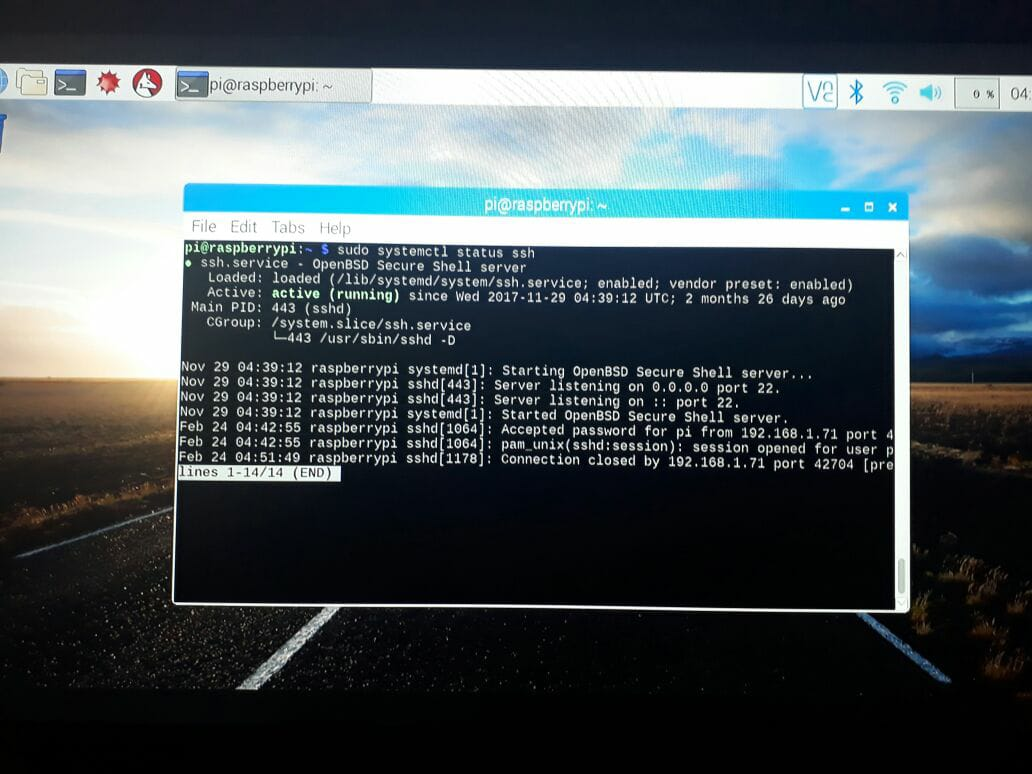 pi@raspberrypi: ~
V2
0 %
04:
pi@raspberrypi: ~
File Edit Tabs Help
pi@raspberrypi:~ $ sudo systemctl status ssh
● ssh.service - OpenBSD Secure Shell server
Loaded: loaded (/lib/systemd/system/ssh.service; enabled; vendor preset: enabled)
Active: active (running) since Wed 2017-11-29 04:39:12 UTC; 2 months 26 days ago
Main PID: 443 (sshd)
CGroup: /system.slice/ssh.service
└─443 /usr/sbin/sshd -D
Nov 29 04:39:12 raspberrypi systemd[1]: Starting OpenBSD Secure Shell server...
Nov 29 04:39:12 raspberrypi sshd[443]: Server listening on 0.0.0.0 port 22.
Nov 29 04:39:12 raspberrypi sshd[443]: Server listening on :: port 22.
Nov 29 04:39:12 raspberrypi systemd[1]: Started OpenBSD Secure Shell server.
Feb 24 04:42:55 raspberrypi sshd[1064]: Accepted password for pi from 192.168.1.71 port 4
Feb 24 04:42:55 raspberrypi sshd[1064]: pam_unix(sshd:session): session opened for user p
Feb 24 04:51:49 raspberrypi sshd[1178]: Connection closed by 192.168.1.71 port 42704 [pre
lines 1-14/14 (END)